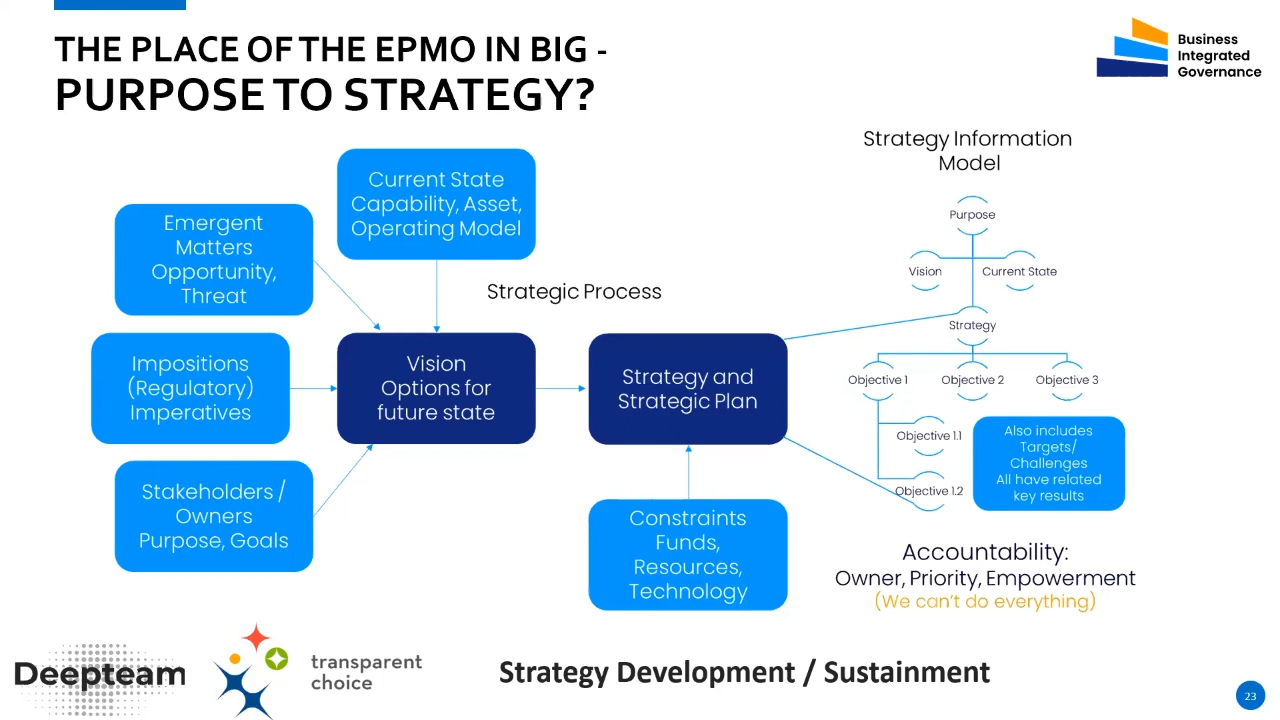 THE PLACE OF THE EPMO IN BIG -
PURPOSE TO STRATEGY?
Business
Integrated
Governance
Emergent
Matters
Opportunity,
Threat
Current State
Capability, Asset,
Operating Model
Strategic Process
Impositions
(Regulatory)
Imperatives
Vision
Options for
future state
Strategy and
Strategic Plan
Stakeholders /
Owners
Purpose, Goals
Constraints
Funds,
Resources,
Technology
Strategy Information
Model
Purpose
Vision
Current State
Strategy
Objective 1
Objective 2
Objective 3
Objective 1.1
Objective 1.2
Also includes
Targets/
Challenges
All have related
key results
Accountability:
Owner, Priority, Empowerment
(We can't do everything)
Deepteam
transparent
choice
Strategy Development / Sustainment
23